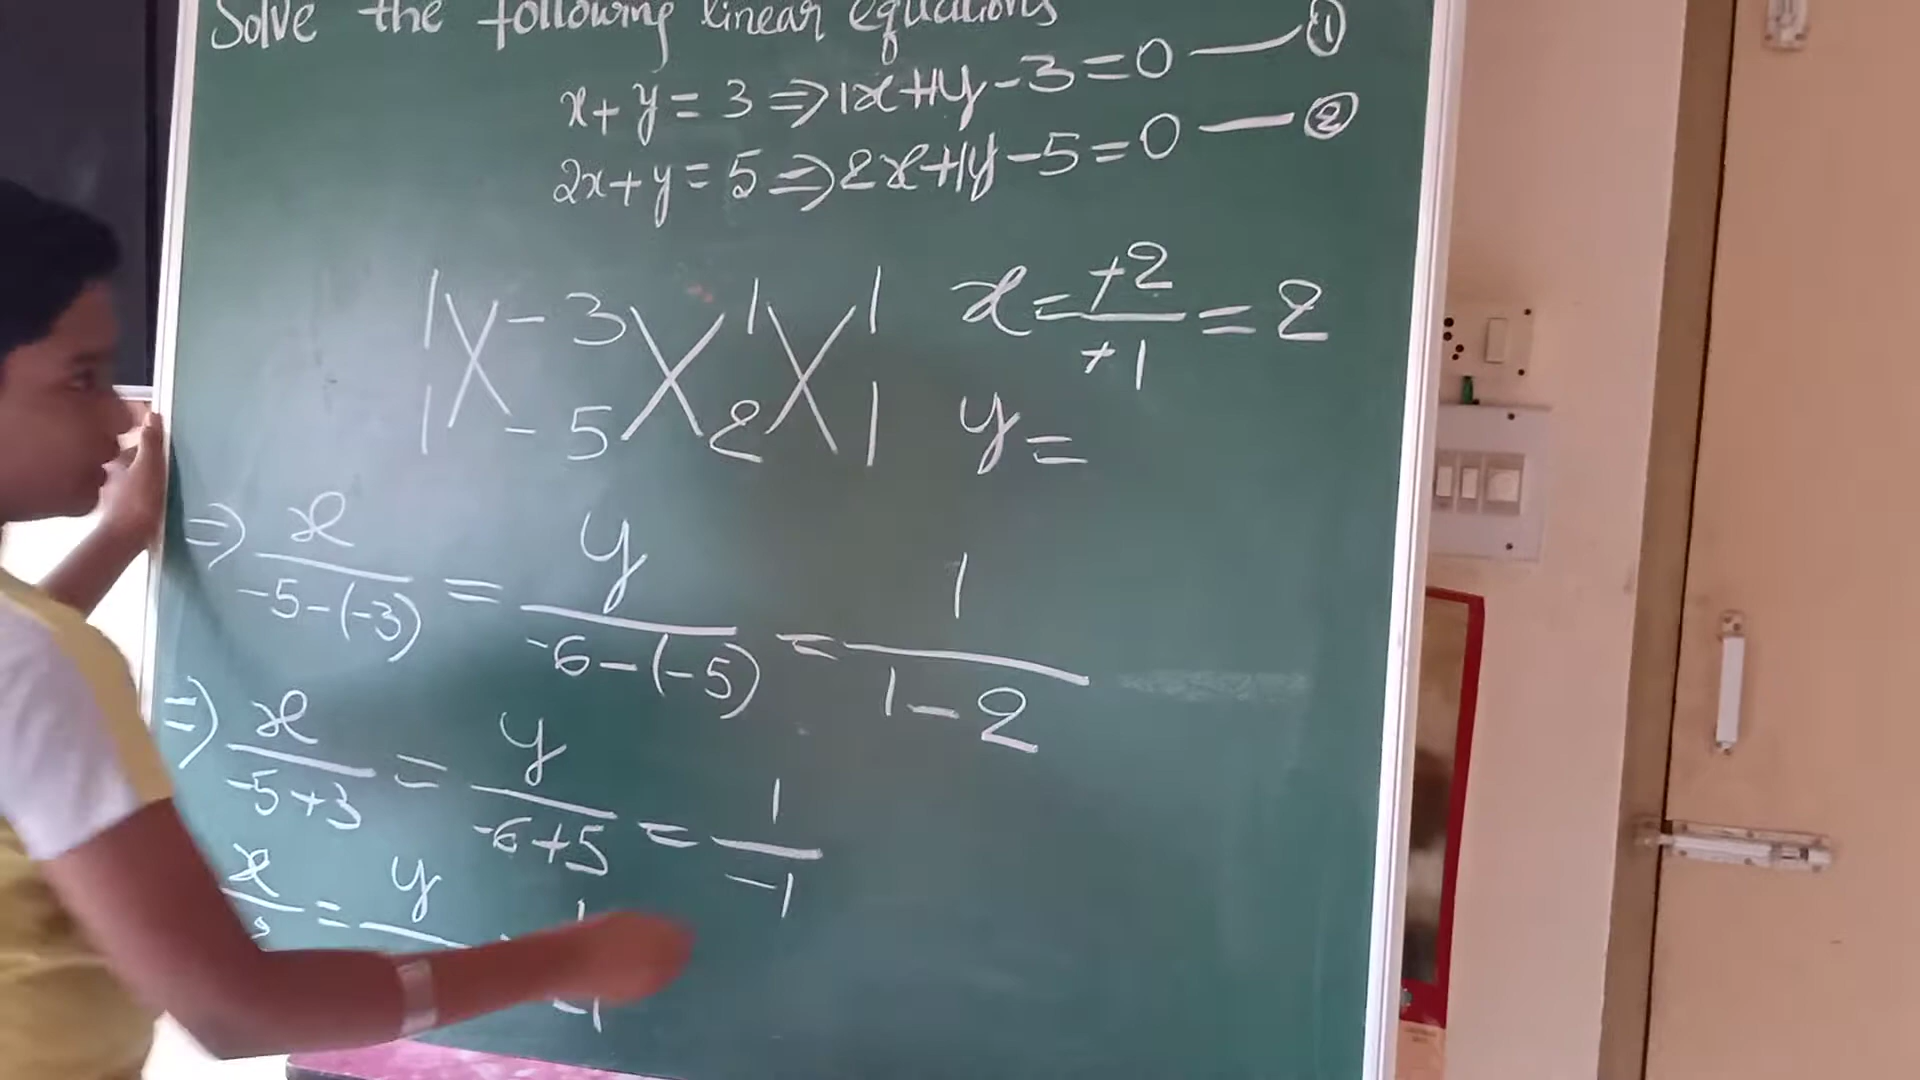 Solve the following linear equations
x+y=3 ⇒ 1x+1y-3=0 — ①
2x+y=5 ⇒ 2x+1y-5=0 — ②
1 -3 1 1
1 -5 2 1
x = +2/+1 = 2
y =
⇒ x/-5-(-3) = y/-6-(-5) = 1/1-2
⇒ x/-5+3 = y/-6+5 = 1/-1
x = y 1/-1